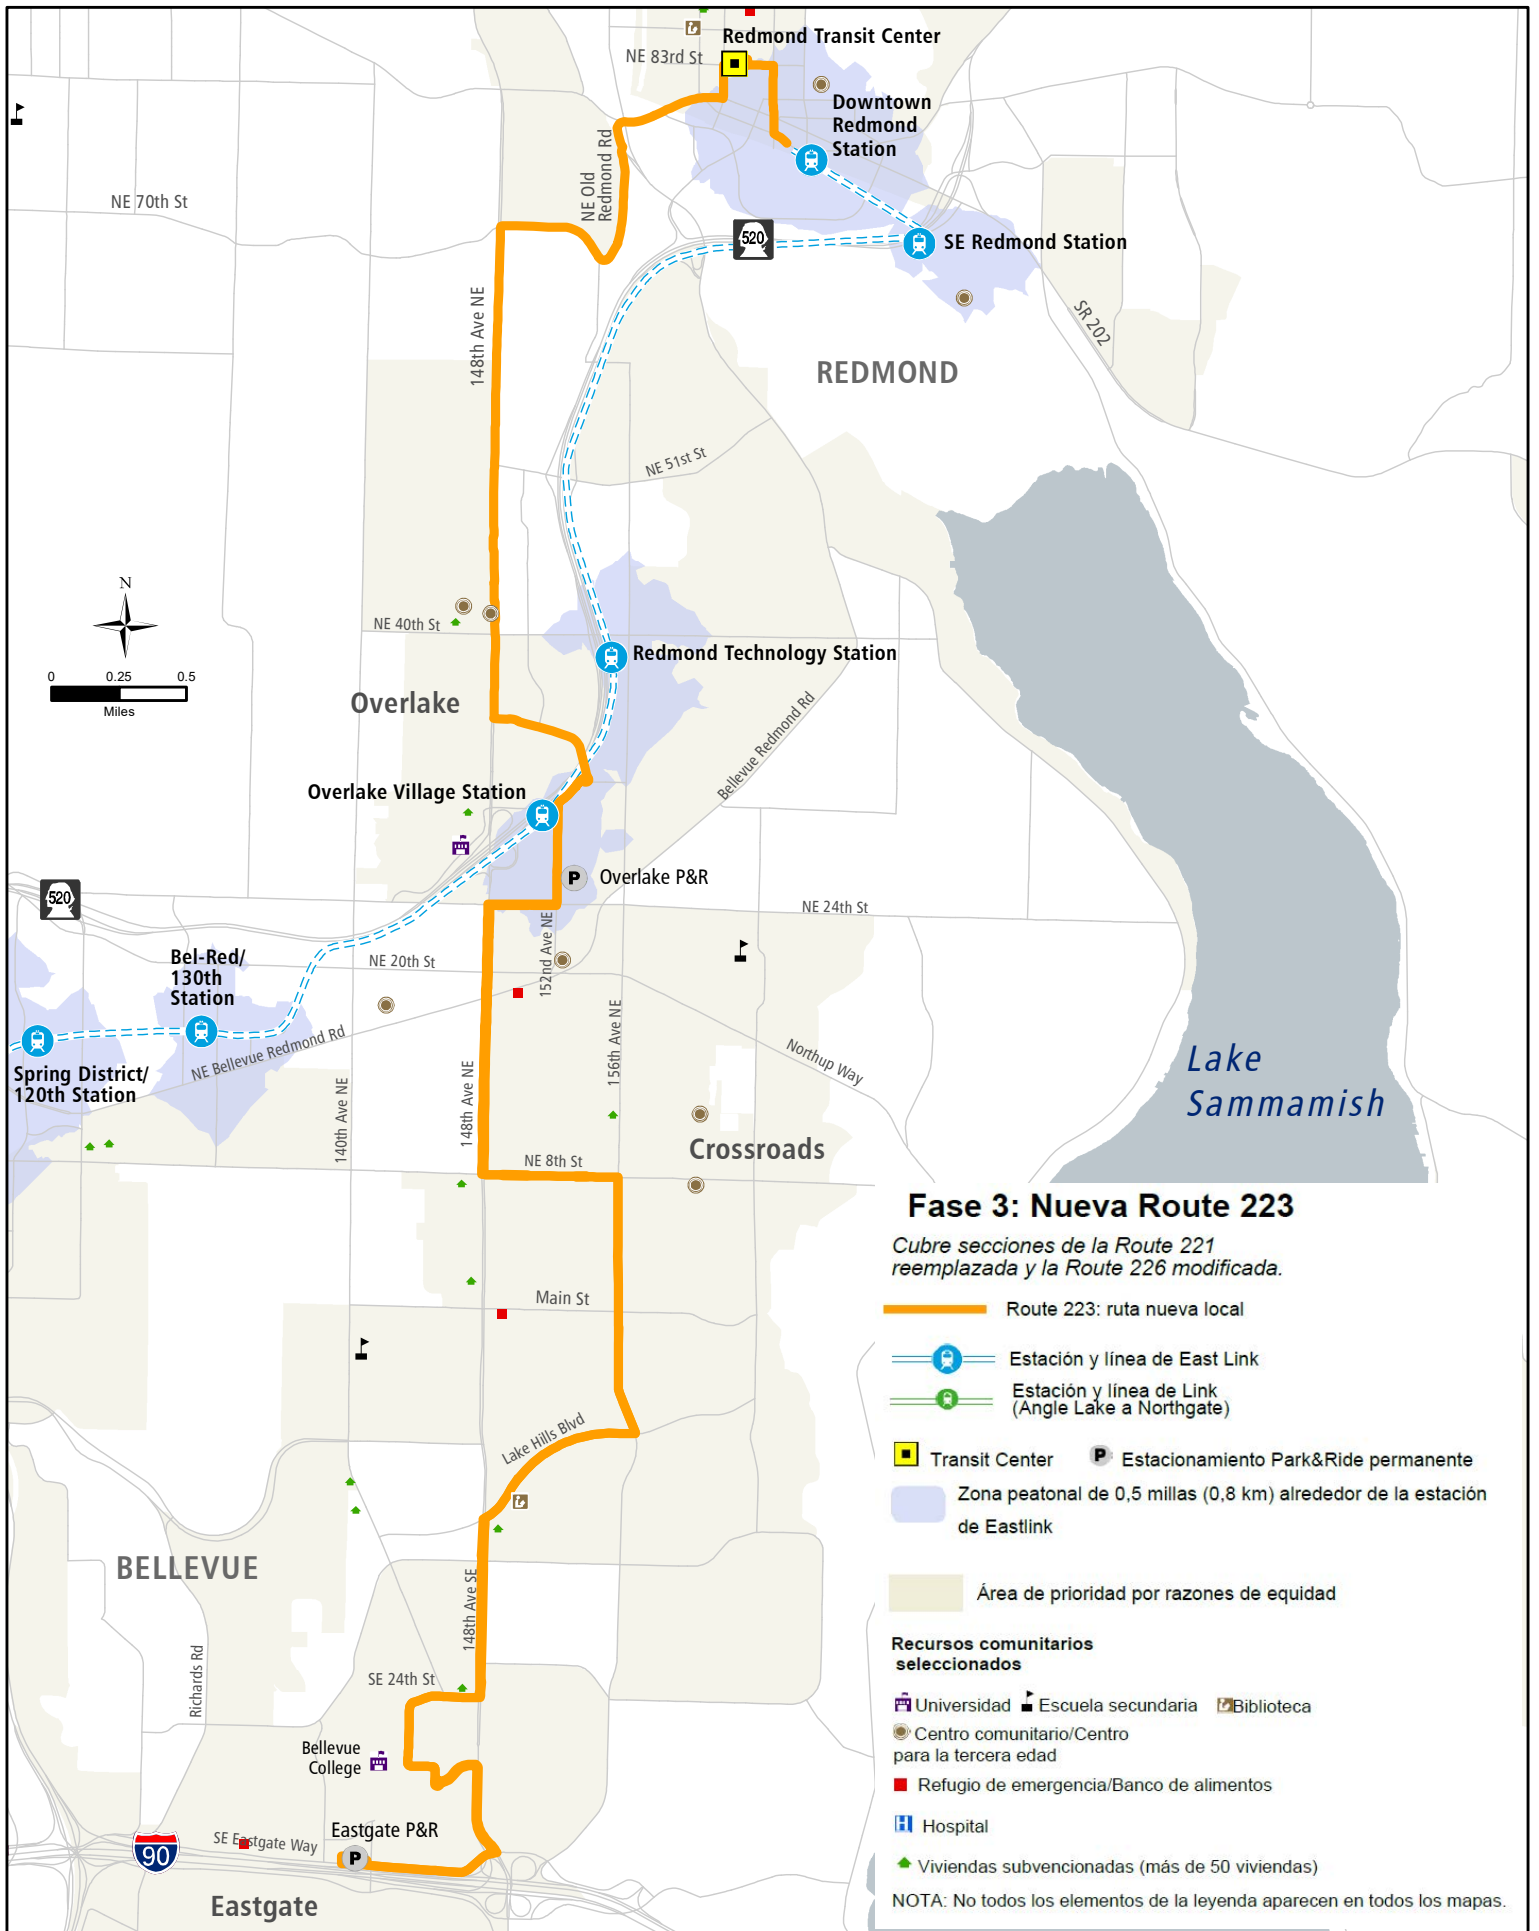 Redmond Transit Center
NE 83rd St
Downtown
Redmond
Station
NE Old
Redmond Rd
NE 70th St
520
SE Redmond Station
148th Ave NE
SR 202
REDMOND
NE 51st St
N
NE 40th St
0 0.25 0.5
Miles
Redmond Technology Station
Overlake
Bellevue Redmond Rd
Overlake Village Station
P
Overlake P&R
520
NE 24th St
152nd Ave NE
Bel-Red/
130th
Station
NE 20th St
156th Ave NE
NE Bellevue Redmond Rd
Northup Way
Spring District/
120th Station
140th Ave NE
148th Ave NE
Lake
Sammamish
Crossroads
NE 8th St
Main St
Lake Hills Blvd
BELLEVUE
148th Ave SE
Richards Rd
SE 24th St
Bellevue
College
Eastgate P&R
P
SE Eastgate Way
90
Eastgate
Fase 3: Nueva Route 223
Cubre secciones de la Route 221
reemplazada y la Route 226 modificada.
Route 223: ruta nueva local
Estación y línea de East Link
Estación y línea de Link
(Angle Lake a Northgate)
Transit Center
P Estacionamiento Park&Ride permanente
Zona peatonal de 0,5 millas (0,8 km) alrededor de la estación
de Eastlink
Área de prioridad por razones de equidad
Recursos comunitarios
seleccionados
Universidad Escuela secundaria Biblioteca
Centro comunitario/Centro
para la tercera edad
Refugio de emergencia/Banco de alimentos
H Hospital
Viviendas subvencionadas (más de 50 viviendas)
NOTA: No todos los elementos de la leyenda aparecen en todos los mapas.